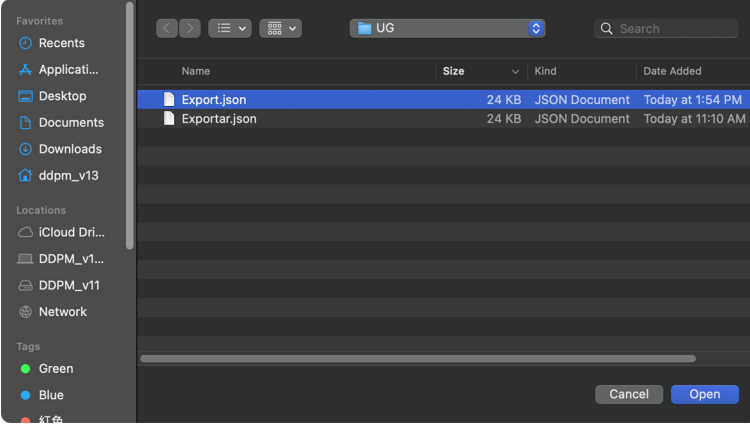 Favorites
Recents
Applicati...
Desktop
Documents
Downloads
ddpm_v13
Locations
iCloud Dri...
DDPM_v1...
DDPM_v11
Network
Tags
Green
Blue
紅色
UG
Search
Name Size Kind Date Added
Export.json 24 KB JSON Document Today at 1:54 PM
Exportar.json 24 KB JSON Document Today at 11:10 AM
Cancel Open